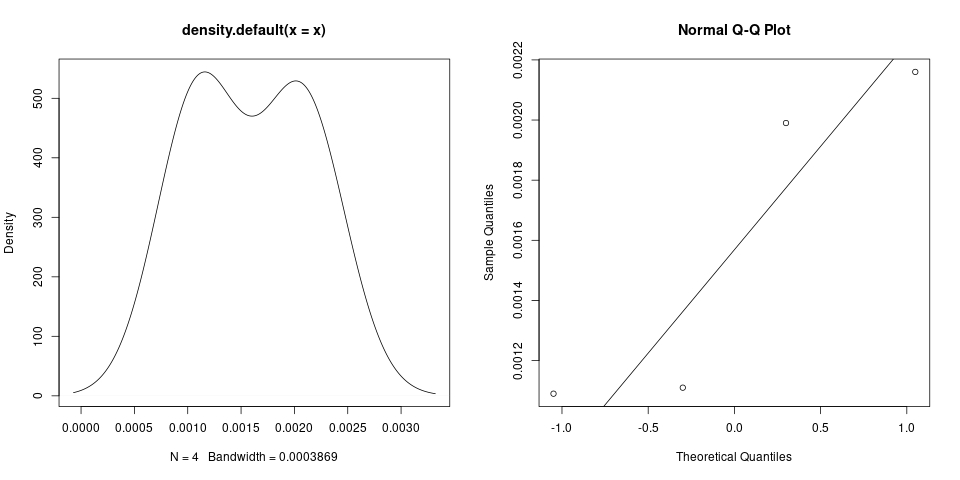 density.default(x = x)
Density
0
100
200
300
400
500
0.0000 0.0005 0.0010 0.0015 0.0020 0.0025 0.0030
N = 4 Bandwidth = 0.0003869
Normal Q-Q Plot
Sample Quantiles
0.0012
0.0014
0.0016
0.0018
0.0020
0.0022
-1.0 -0.5 0.0 0.5 1.0
Theoretical Quantiles